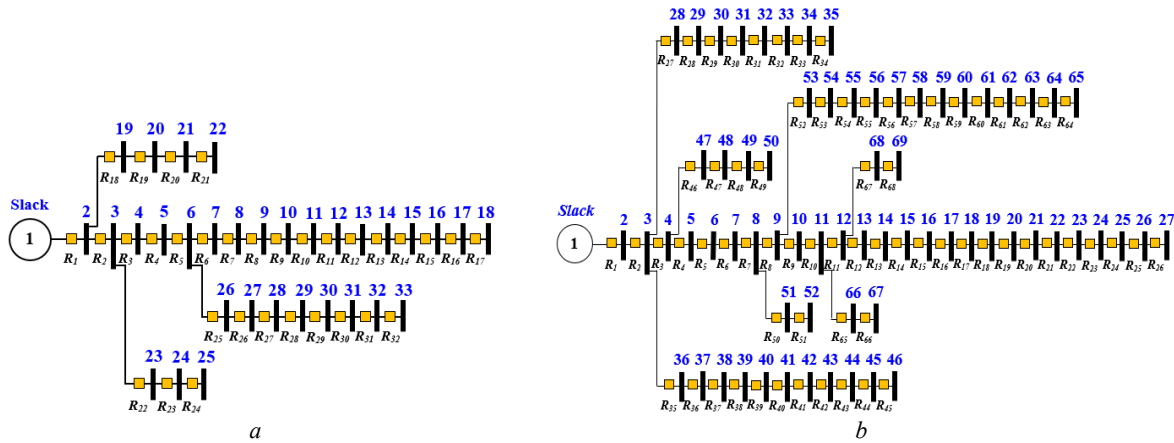 19 20 21 22
R18 R19 R20 R21
Slack
1
2 3 4 5 6 7 8 9 10 11 12 13 14 15 16 17 18
R1 R2 R3 R4 R5 R6 R7 R8 R9 R10 R11 R12 R13 R14 R15 R16 R17
26 27 28 29 30 31 32 33
R25 R26 R27 R28 R29 R30 R31 R32
23 24 25
R22 R23 R24
a
28 29 30 31 32 33 34 35
R27 R28 R29 R30 R31 R32 R33 R34
53 54 55 56 57 58 59 60 61 62 63 64 65
R52 R53 R54 R55 R56 R57 R58 R59 R60 R61 R62 R63 R64
47 48 49 50
R46 R47 R48 R49
68 69
R67 R68
Slack
1
2 3 4 5 6 7 8 9 10 11 12 13 14 15 16 17 18 19 20 21 22 23 24 25 26 27
R1 R2 R3 R4 R5 R6 R7 R8 R9 R10 R11 R12 R13 R14 R15 R16 R17 R18 R19 R20 R21 R22 R23 R24 R25 R26
51 52
R50 R51
66 67
R65 R66
36 37 38 39 40 41 42 43 44 45 46
R35 R36 R37 R38 R39 R40 R41 R42 R43 R44 R45
b